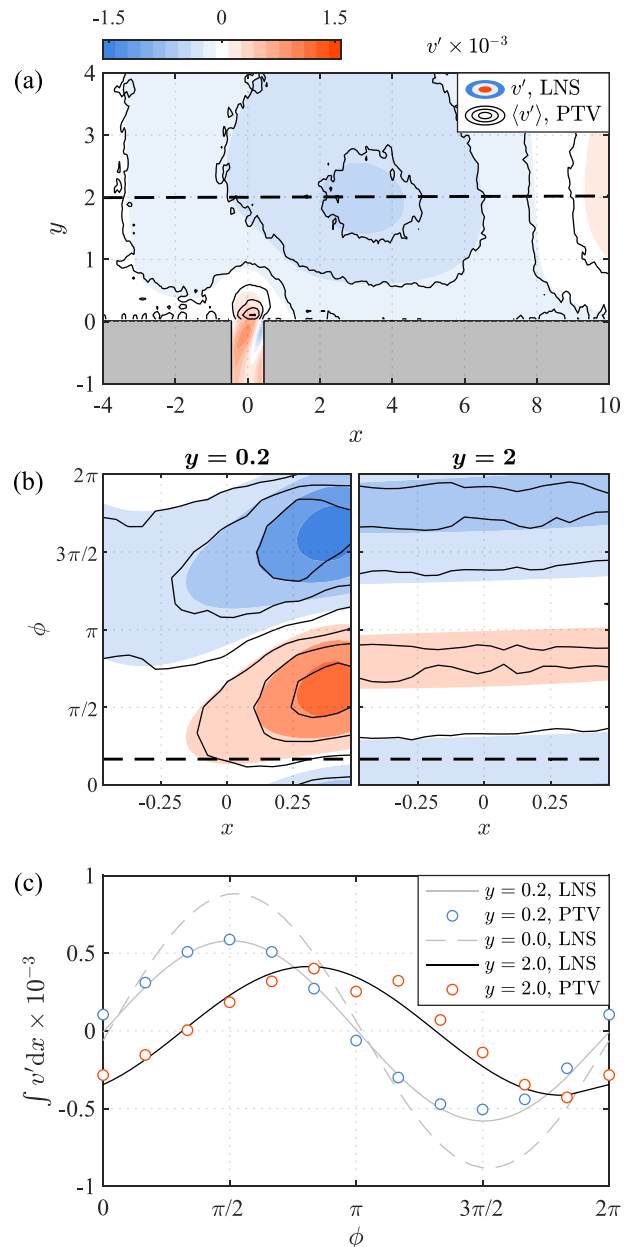 -1.5 0 1.5 v′ × 10⁻³
(a)
v′, LNS
⟨v′⟩, PTV
4
3
2
1
0
-1
y
-4 -2 0 2 4 6 8 10
x
(b)
y = 0.2 y = 2
2π
3π/2
π
π/2
0
ϕ
-0.25 0 0.25 -0.25 0 0.25
x x
(c)
y = 0.2, LNS
y = 0.2, PTV
y = 0.0, LNS
y = 2.0, LNS
y = 2.0, PTV
1
0.5
0
-0.5
-1
∫ v′dx × 10⁻³
0 π/2 π 3π/2 2π
ϕ